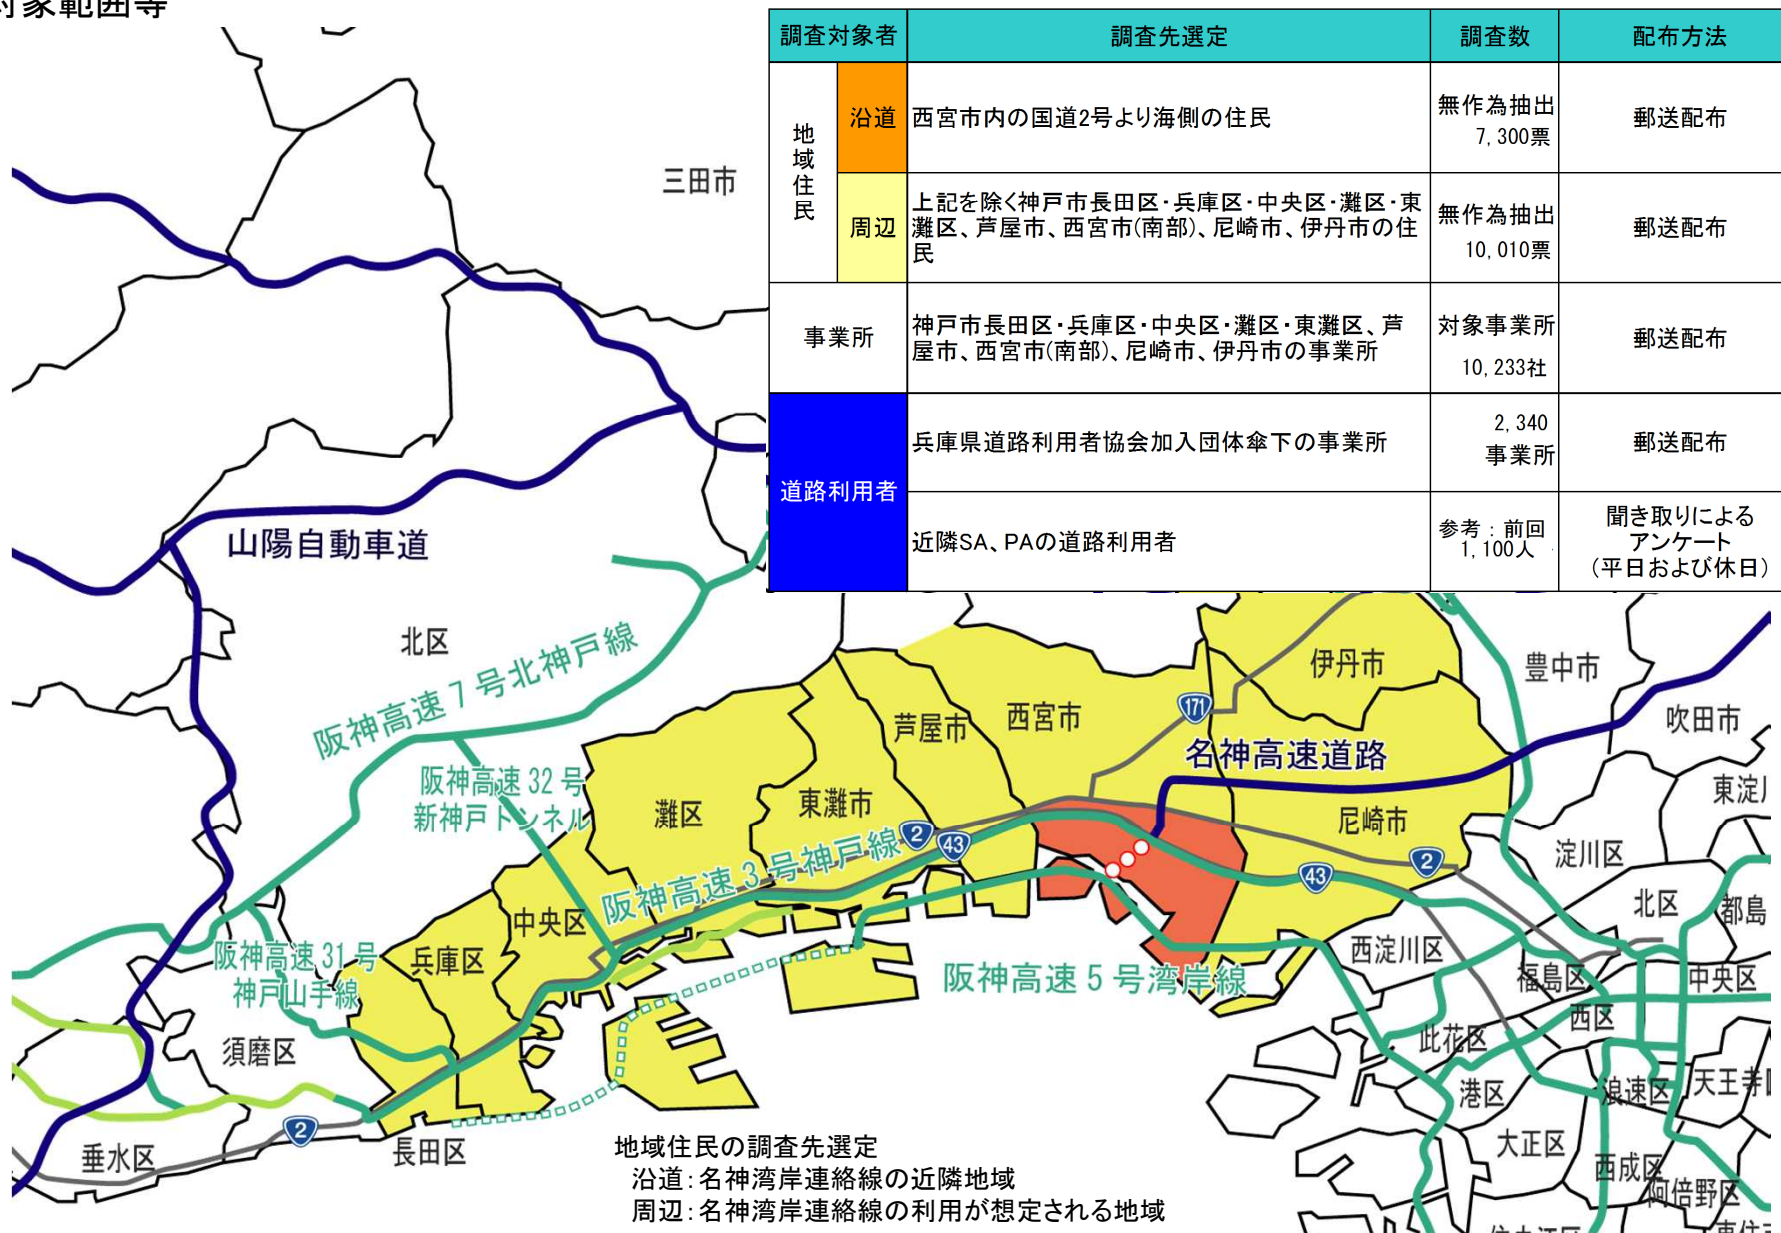 対象範囲等
調査対象者
調査先選定
調査数
配布方法
地域住民
沿道
西宮市内の国道2号より海側の住民
無作為抽出
7,300票
郵送配布
周辺
上記を除く神戸市長田区・兵庫区・中央区・灘区・東
灘区、芦屋市、西宮市(南部)、尼崎市、伊丹市の住
民
無作為抽出
10,010票
郵送配布
事業所
神戸市長田区・兵庫区・中央区・灘区・東灘区、芦
屋市、西宮市(南部)、尼崎市、伊丹市の事業所
対象事業所
10,233社
郵送配布
道路利用者
兵庫県道路利用者協会加入団体傘下の事業所
2,340
事業所
郵送配布
近隣SA、PAの道路利用者
参考：前回
1,100人
聞き取りによる
アンケート
（平日および休日）
三田市
山陽自動車道
北区
阪神高速7号北神戸線
阪神高速32号
新神戸トンネル
灘区
東灘市
芦屋市
西宮市
171
伊丹市
豊中市
吹田市
名神高速道路
尼崎市
東淀川
淀川区
2
43
43
2
阪神高速3号神戸線
中央区
兵庫区
阪神高速31号
神戸山手線
須磨区
阪神高速5号湾岸線
西淀川区
北区
都島
福島区
中央区
西区
此花区
港区
浪速区
天王寺区
大正区
西成区
阿倍野区
垂水区
2
長田区
地域住民の調査先選定
沿道：名神湾岸連絡線の近隣地域
周辺：名神湾岸連絡線の利用が想定される地域